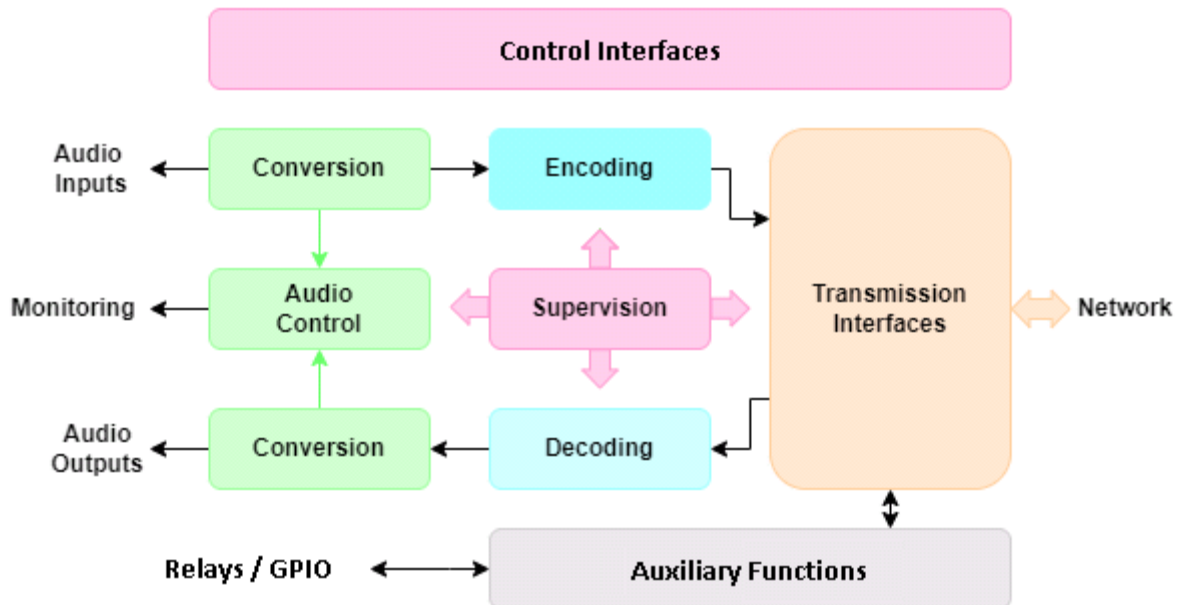 Control Interfaces
Audio
Inputs
Conversion
Encoding
Monitoring
Audio
Control
Supervision
Transmission
Interfaces
Network
Audio
Outputs
Conversion
Decoding
Relays / GPIO
Auxiliary Functions